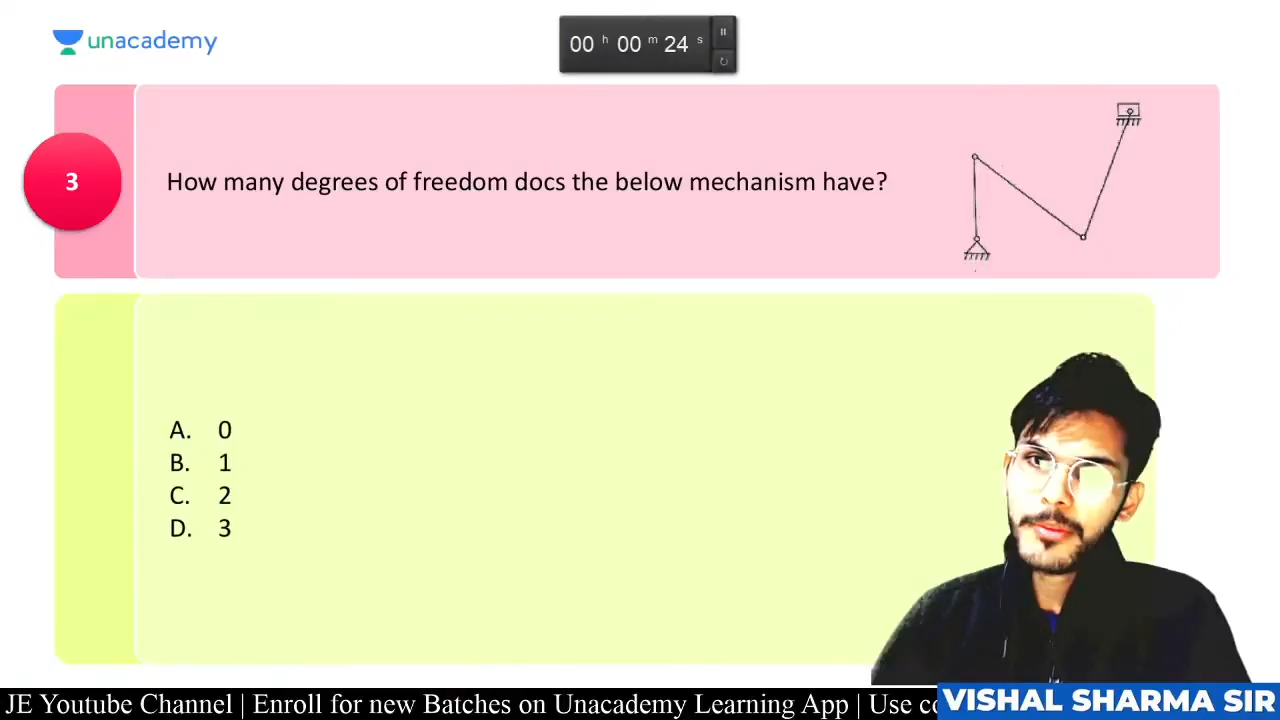 unacademy
00 h 00 m 24 s
3
How many degrees of freedom docs the below mechanism have?
A. 0
B. 1
C. 2
D. 3
JE Youtube Channel | Enroll for new Batches on Unacademy Learning App | Use
VISHAL SHARMA SIR